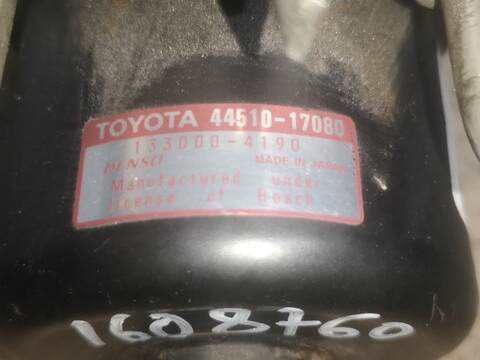 TOYOTA 44510-17080
133000-4190
DENSO MADE IN JAPAN
Manufactured under
license of Bosch
1608760